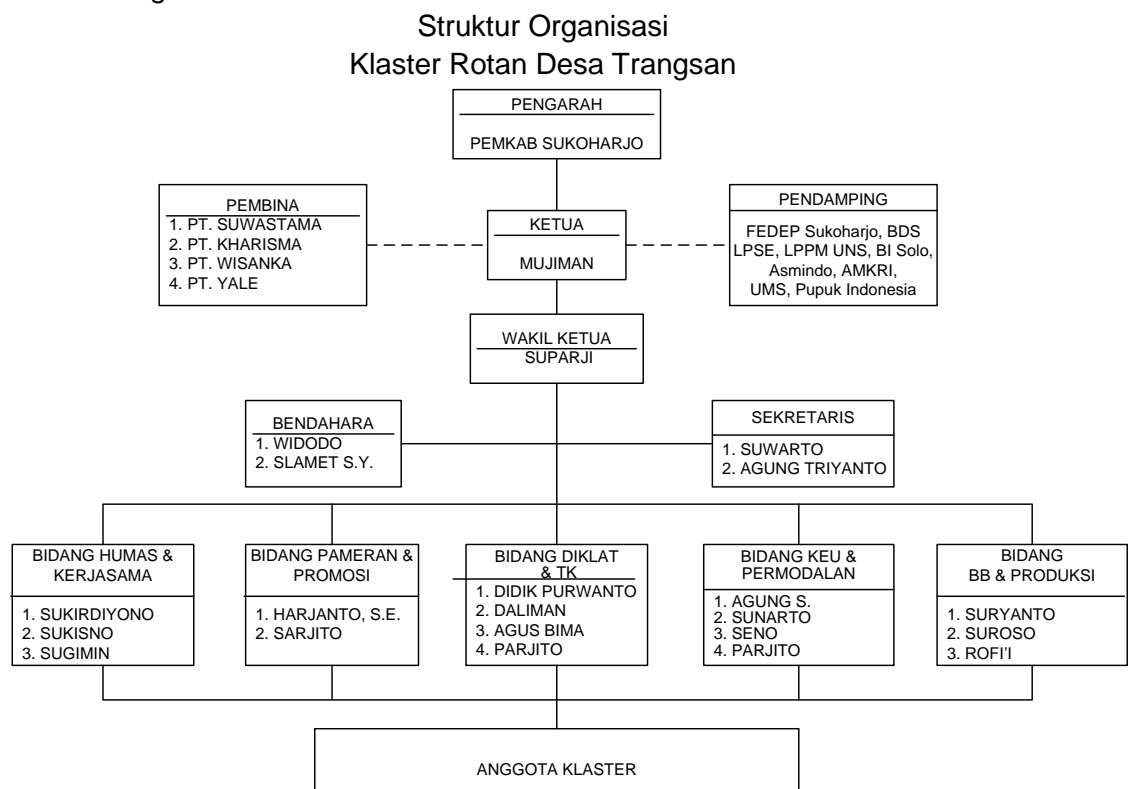 Struktur Organisasi
Klaster Rotan Desa Trangsan
PENGARAH
PEMKAB SUKOHARJO
PEMBINA
1. PT. SUWASTAMA
2. PT. KHARISMA
3. PT. WISANKA
4. PT. YALE
KETUA
MUJIMAN
PENDAMPING
FEDEP Sukoharjo, BDS
LPSE, LPPM UNS, BI Solo,
Asmindo, AMKRI,
UMS, Pupuk Indonesia
WAKIL KETUA
SUPARJI
BENDAHARA
1. WIDODO
2. SLAMET S.Y.
SEKRETARIS
1. SUWARTO
2. AGUNG TRIYANTO
BIDANG HUMAS &
KERJASAMA
1. SUKIRDIYONO
2. SUKISNO
3. SUGIMIN
BIDANG PAMERAN &
PROMOSI
1. HARJANTO, S.E.
2. SARJITO
BIDANG DIKLAT
& TK
1. DIDIK PURWANTO
2. DALIMAN
3. AGUS BIMA
4. PARJITO
BIDANG KEU &
PERMODALAN
1. AGUNG S.
2. SUNARTO
3. SENO
4. PARJITO
BIDANG
BB & PRODUKSI
1. SURYANTO
2. SUROSO
3. ROFI'I
ANGGOTA KLASTER